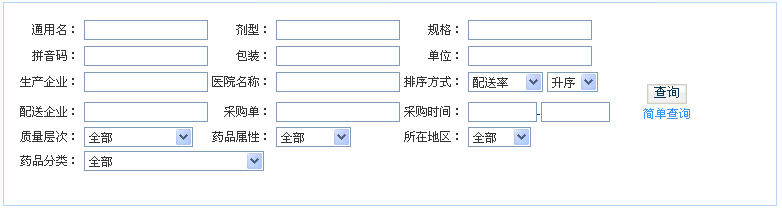 通用名： 剂型： 规格：
拼音码： 包装： 单位：
生产企业： 医院名称： 排序方式： 配送率 升序
查询
配送企业： 采购单： 采购时间： -
简单查询
质量层次： 全部 药品属性： 全部 所在地区： 全部
药品分类： 全部